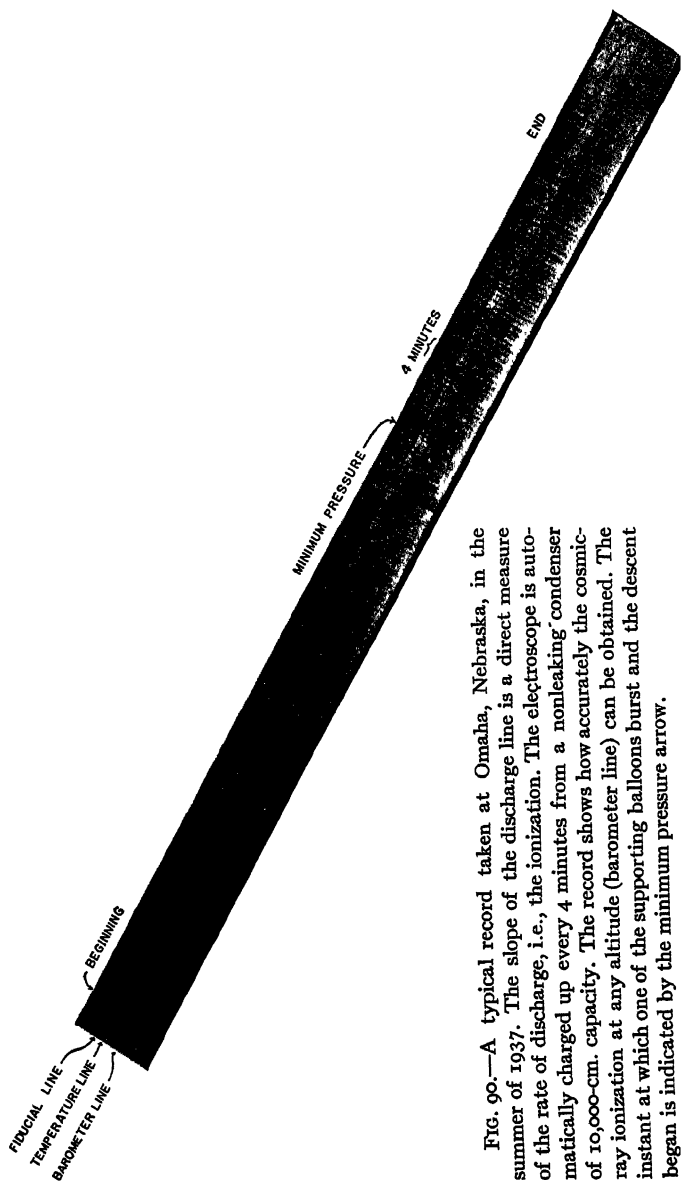 FIDUCIAL LINE
TEMPERATURE LINE
BAROMETER LINE
BEGINNING
MINIMUM PRESSURE
4 MINUTES
END
FIG. 90.—A typical record taken at Omaha, Nebraska, in the
summer of 1937. The slope of the discharge line is a direct measure
of the rate of discharge, i.e., the ionization. The electroscope is auto-
matically charged up every 4 minutes from a nonleaking condenser
of 10,000-cm. capacity. The record shows how accurately the cosmic-
ray ionization at any altitude (barometer line) can be obtained. The
instant at which one of the supporting balloons burst and the descent
began is indicated by the minimum pressure arrow.